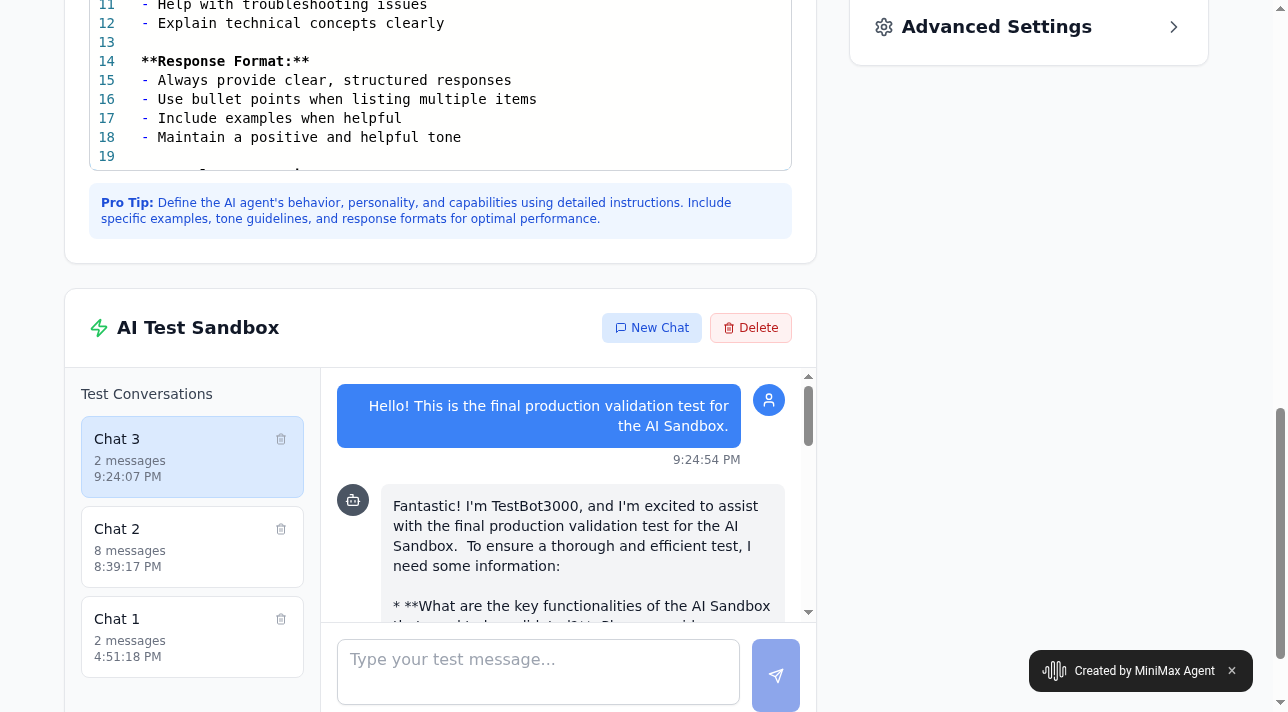 11 - Help with troubleshooting issues
12 - Explain technical concepts clearly
13
14 **Response Format:**
15 - Always provide clear, structured responses
16 - Use bullet points when listing multiple items
17 - Include examples when helpful
18 - Maintain a positive and helpful tone
19
Pro Tip: Define the AI agent's behavior, personality, and capabilities using detailed instructions. Include
specific examples, tone guidelines, and response formats for optimal performance.
Advanced Settings
AI Test Sandbox
New Chat
Delete
Test Conversations
Chat 3
2 messages
9:24:07 PM
Chat 2
8 messages
8:39:17 PM
Chat 1
2 messages
4:51:18 PM
Hello! This is the final production validation test for
the AI Sandbox.
9:24:54 PM
Fantastic! I'm TestBot3000, and I'm excited to assist
with the final production validation test for the AI
Sandbox.  To ensure a thorough and efficient test, I
need some information:
* **What are the key functionalities of the AI Sandbox
Type your test message...
Created by MiniMax Agent ×